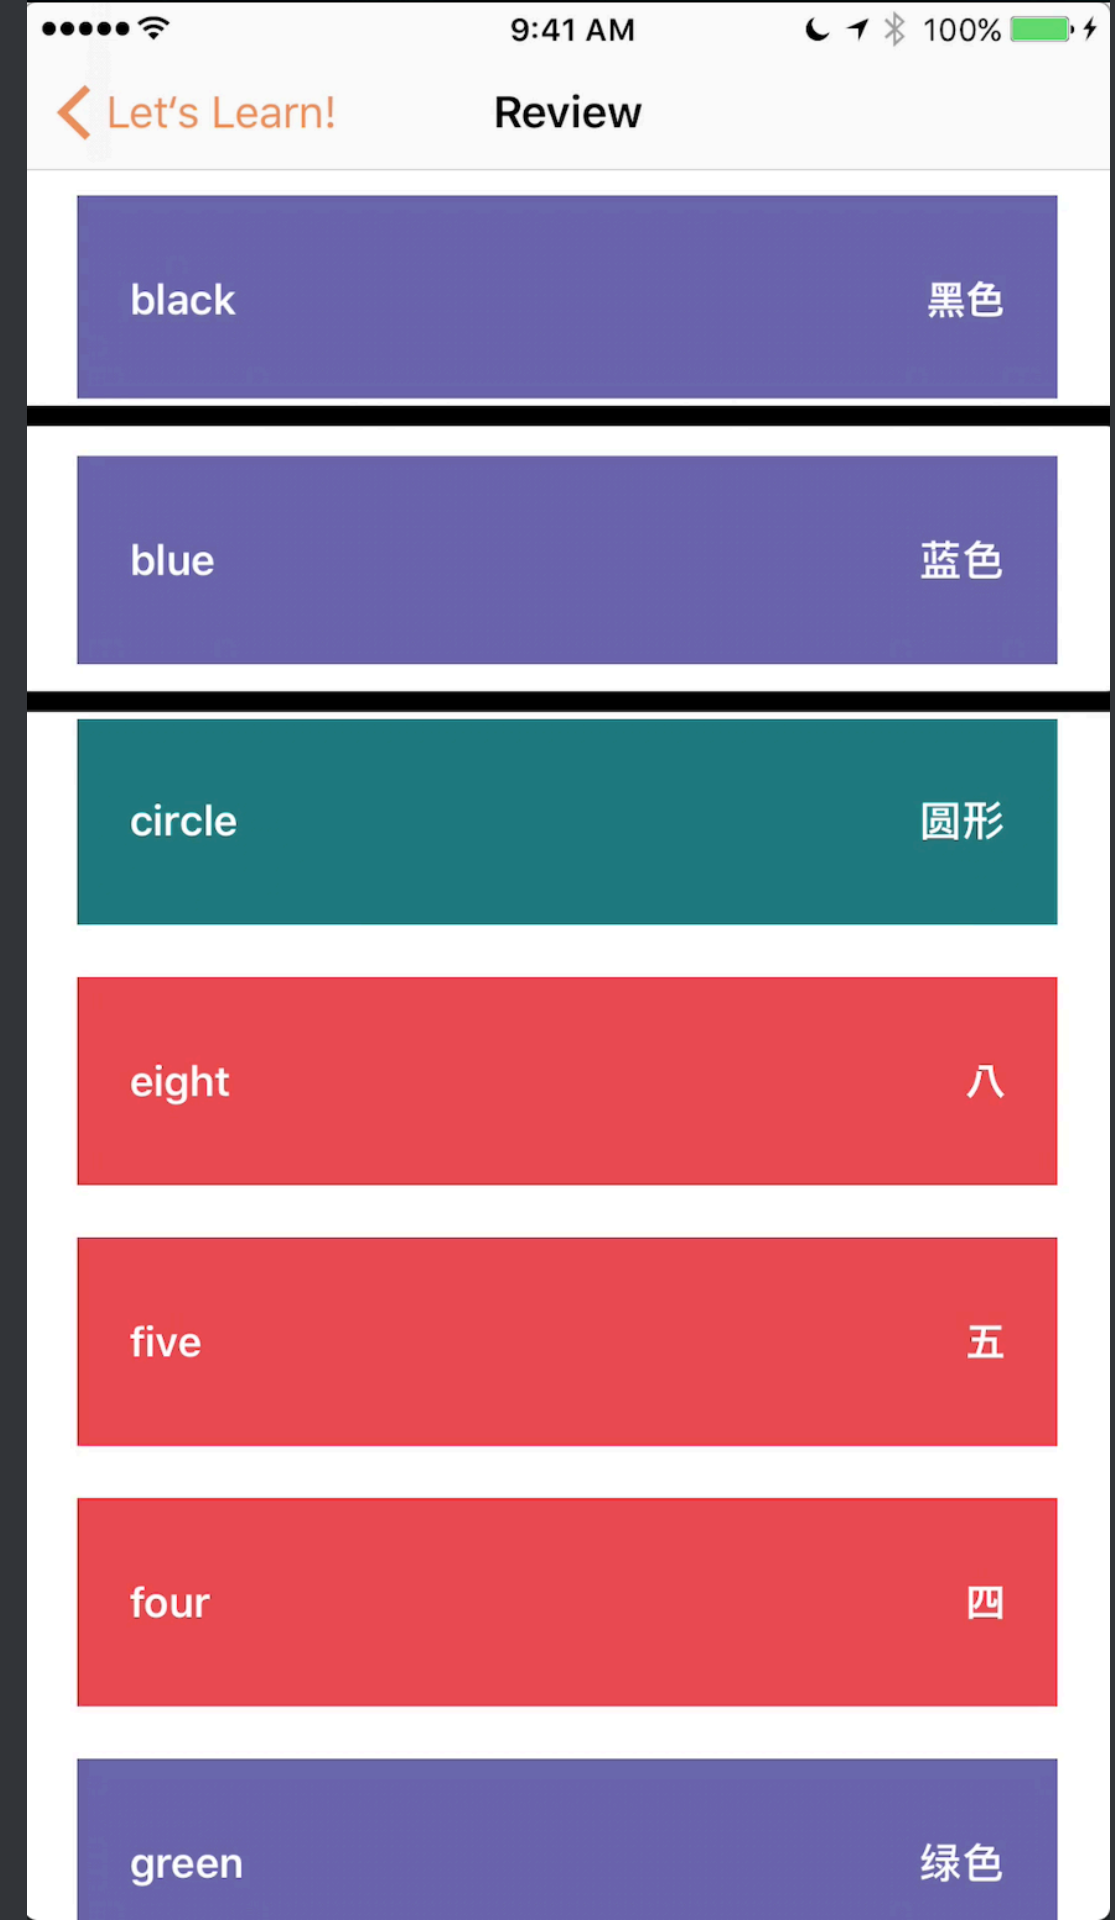 9:41 AM 100%
Let‘s Learn! Review
black 黑色
blue 蓝色
circle 圆形
eight 八
five 五
four 四
green 绿色